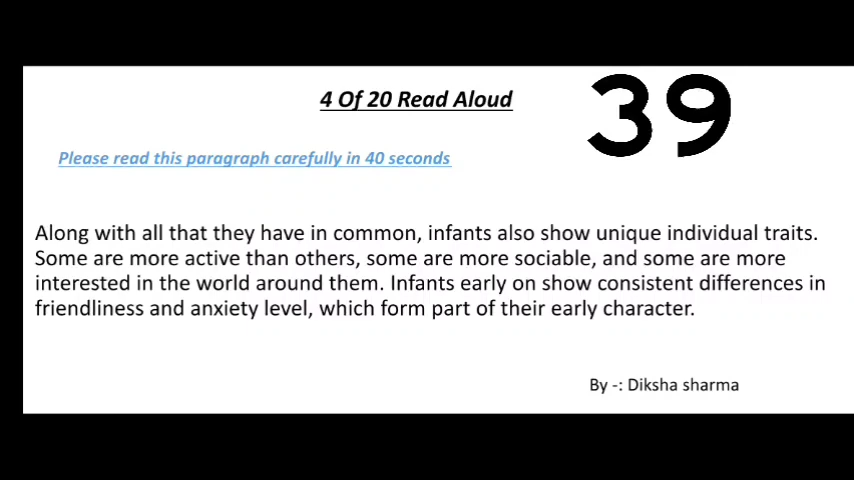 4 Of 20 Read Aloud
39
Please read this paragraph carefully in 40 seconds
Along with all that they have in common, infants also show unique individual traits.
Some are more active than others, some are more sociable, and some are more
interested in the world around them. Infants early on show consistent differences in
friendliness and anxiety level, which form part of their early character.
By -: Diksha sharma